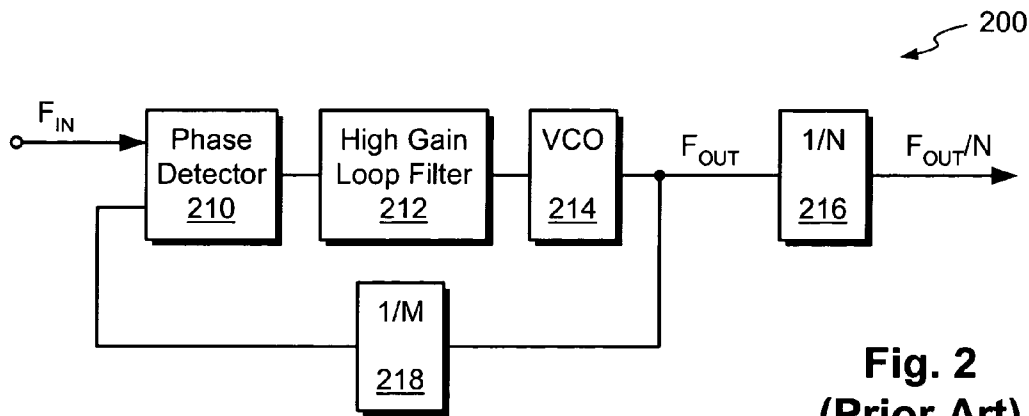 200
F_IN
Phase
Detector
210
High Gain
Loop Filter
212
VCO
214
F_OUT
1/N
216
F_OUT/N
1/M
218
Fig. 2
(Prior Art)